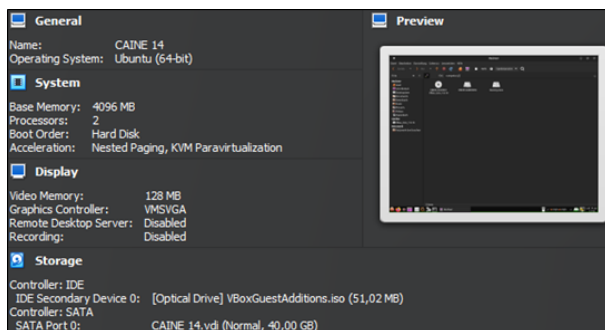 General
Name: CAINE 14
Operating System: Ubuntu (64-bit)
System
Base Memory: 4096 MB
Processors: 2
Boot Order: Hard Disk
Acceleration: Nested Paging, KVM Paravirtualization
Display
Video Memory: 128 MB
Graphics Controller: VMSVGA
Remote Desktop Server: Disabled
Recording: Disabled
Storage
Controller: IDE
IDE Secondary Device 0: [Optical Drive] VBoxGuestAdditions.iso (51,02 MB)
Controller: SATA
SATA Port 0: CAINE 14.vdi (Normal, 40,00 GB)
Preview